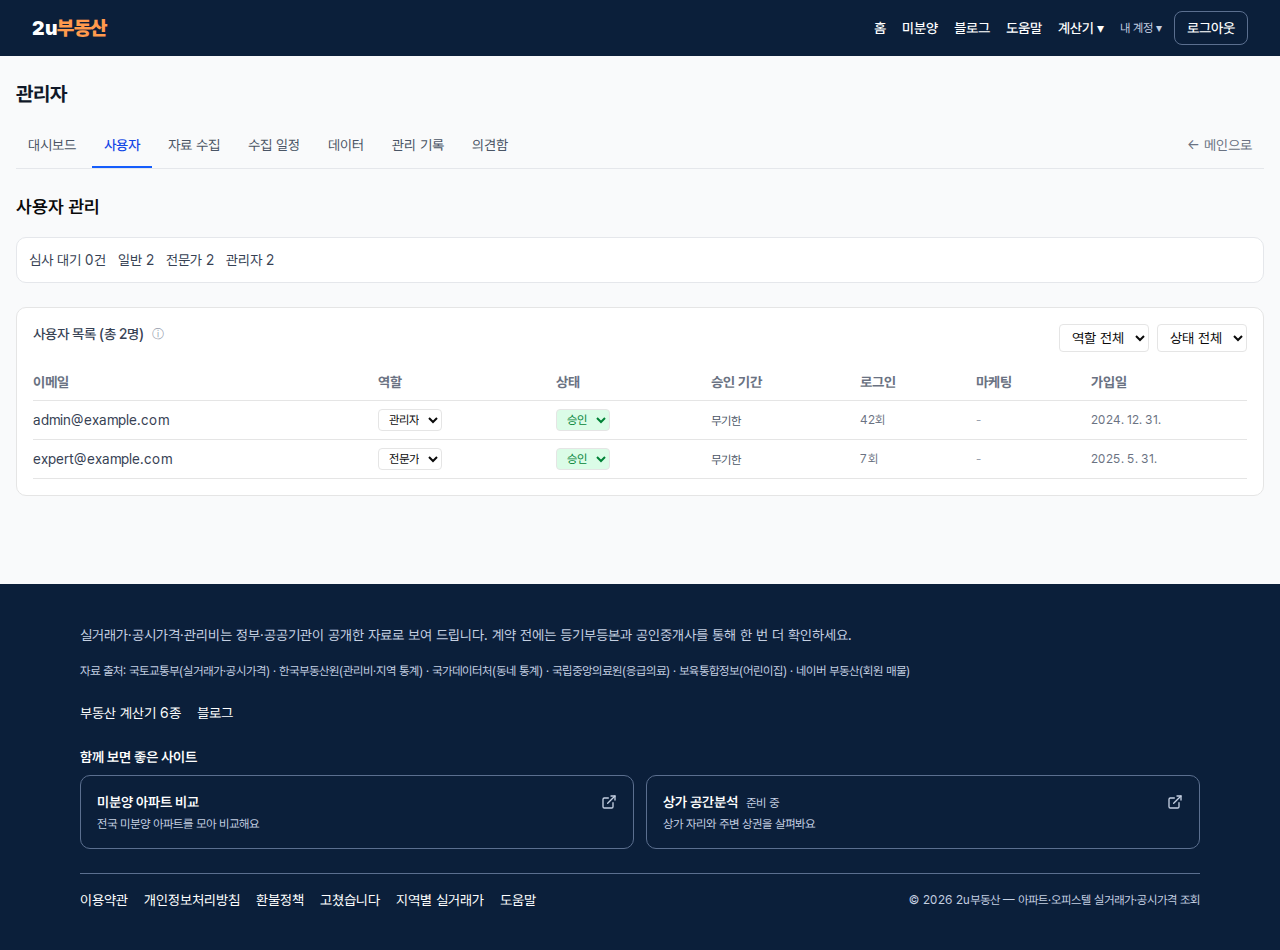 2u부동산
홈 미분양 블로그 도움말 계산기 ▾ 내 계정 ▾ 로그아웃
관리자
대시보드 사용자 자료 수집 수집 일정 데이터 관리 기록 의견함 ← 메인으로
사용자 관리
심사 대기 0건 일반 2 전문가 2 관리자 2
사용자 목록 (총 2명) ⓘ 역할 전체 상태 전체
이메일 역할 상태 승인 기간 로그인 마케팅 가입일
admin@example.com 관리자 승인 무기한 42회 - 2024. 12. 31.
expert@example.com 전문가 승인 무기한 7회 - 2025. 5. 31.
실거래가·공시가격·관리비는 정부·공공기관이 공개한 자료로 보여 드립니다. 계약 전에는 등기부등본과 공인중개사를 통해 한 번 더 확인하세요.
자료 출처: 국토교통부(실거래가·공시가격) · 한국부동산원(관리비·지역 통계) · 국가데이터처(동네 통계) · 국립중앙의료원(응급의료) · 보육통합정보(어린이집) · 네이버 부동산(회원 매물)
부동산 계산기 6종 블로그
함께 보면 좋은 사이트
미분양 아파트 비교
전국 미분양 아파트를 모아 비교해요
상가 공간분석 준비 중
상가 자리와 주변 상권을 살펴봐요
이용약관 개인정보처리방침 환불정책 고쳤습니다 지역별 실거래가 도움말
© 2026 2u부동산 — 아파트·오피스텔 실거래가·공시가격 조회